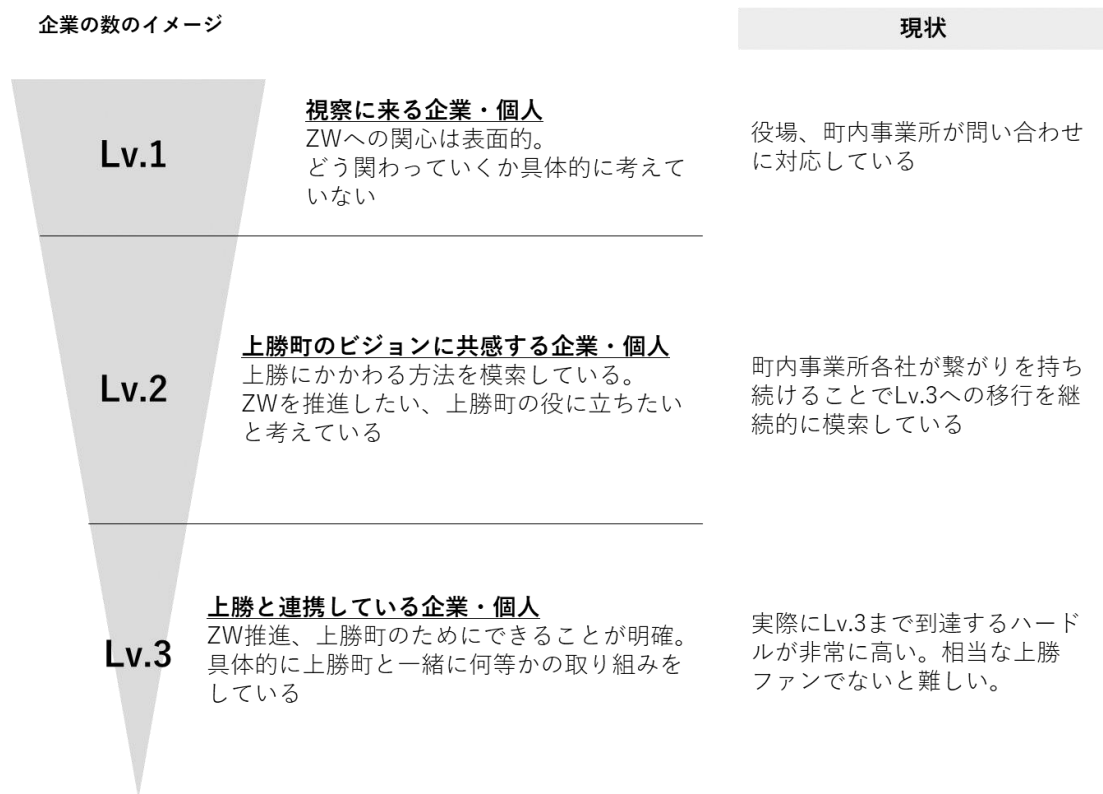 企業の数のイメージ
現状
Lv.1
視察に来る企業・個人
ZWへの関心は表面的。
どう関わっていくか具体的に考えて
いない
役場、町内事業所が問い合わせ
に対応している
Lv.2
上勝町のビジョンに共感する企業・個人
上勝にかかわる方法を模索している。
ZWを推進したい、上勝町の役に立ちたい
と考えている
町内事業所各社が繋がりを持ち
続けることでLv.3への移行を継
続的に模索している
Lv.3
上勝と連携している企業・個人
ZW推進、上勝町のためにできることが明確。
具体的に上勝町と一緒に何等かの取り組みを
している
実際にLv.3まで到達するハード
ルが非常に高い。相当な上勝
ファンでないと難しい。